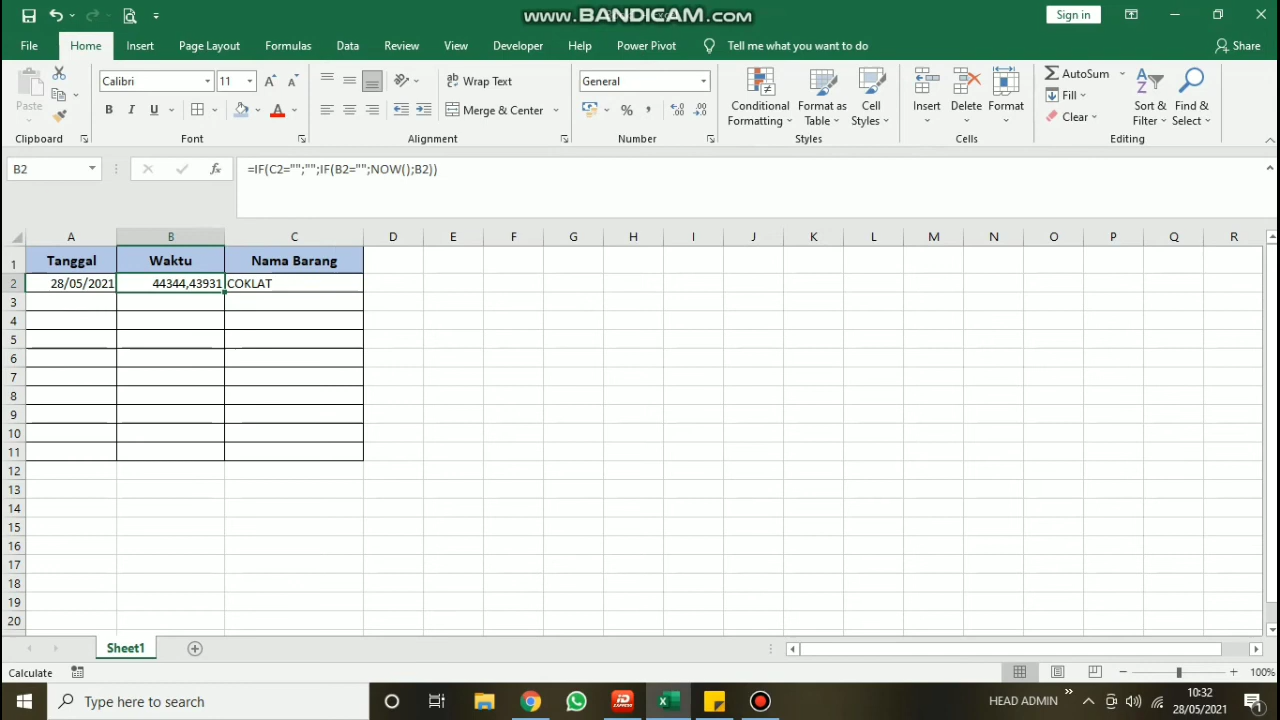 www.BANDICAM.com
Sign in
File Home Insert Page Layout Formulas Data Review View Developer Help Power Pivot Tell me what you want to do Share
Paste
Calibri 11
B I U
ab Wrap Text
Merge & Center
General
% ,
Conditional Formatting
Format as Table
Cell Styles
Insert
Delete
Format
AutoSum
Fill
Clear
Sort & Filter
Find & Select
Clipboard Font Alignment Number Styles Cells Editing
B2 fx =IF(C2="";"";IF(B2="";NOW();B2))
A B C D E F G H I J K L M N O P Q R
1 Tanggal Waktu Nama Barang
2 28/05/2021 44344,43931 COKLAT
3
4
5
6
7
8
9
10
11
12
13
14
15
16
17
18
19
20
Sheet1
Calculate 100%
Type here to search
HEAD ADMIN
10:32
28/05/2021
1